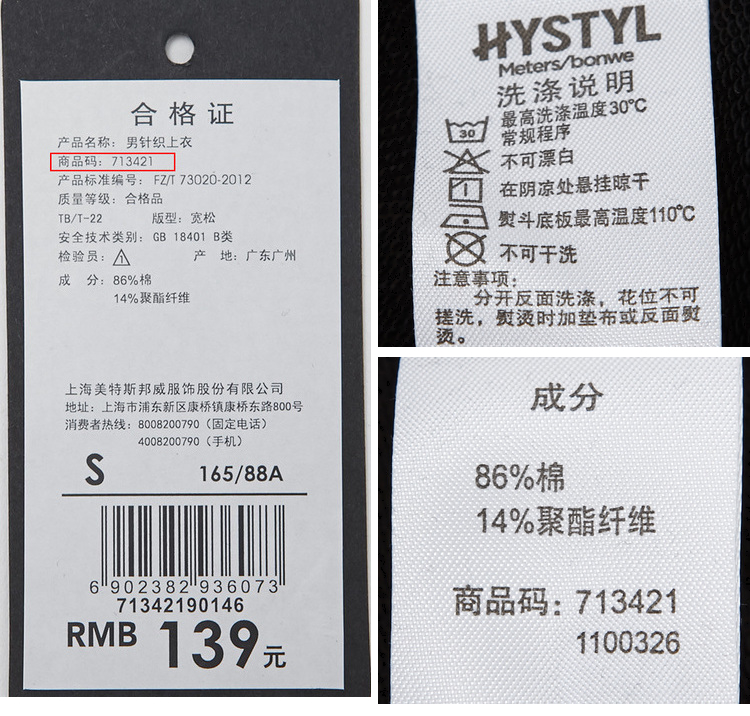 合格证
产品名称：男针织上衣
商品码：713421
产品标准编号：FZ/T 73020-2012
质量等级：合格品
TB/T-22 版型：宽松
安全技术类别：GB 18401 B类
检验员：1 产 地：广东广州
成 分：86%棉
14%聚酯纤维
上海美特斯邦威服饰股份有限公司
地址：上海市浦东新区康桥镇康桥东路800号
消费者热线：8008200790（固定电话）
4008200790（手机）
S 165/88A
6 902382 936073
71342190146
RMB 139元
HYSTYL
Meters/bonwe
洗涤说明
30 最高洗涤温度30℃
常规程序
不可漂白
在阴凉处悬挂晾干
熨斗底板最高温度110℃
不可干洗
注意事项：
分开反面洗涤，花位不可
搓洗，熨烫时加垫布或反面熨
烫。
成分
86%棉
14%聚酯纤维
商品码：713421
1100326